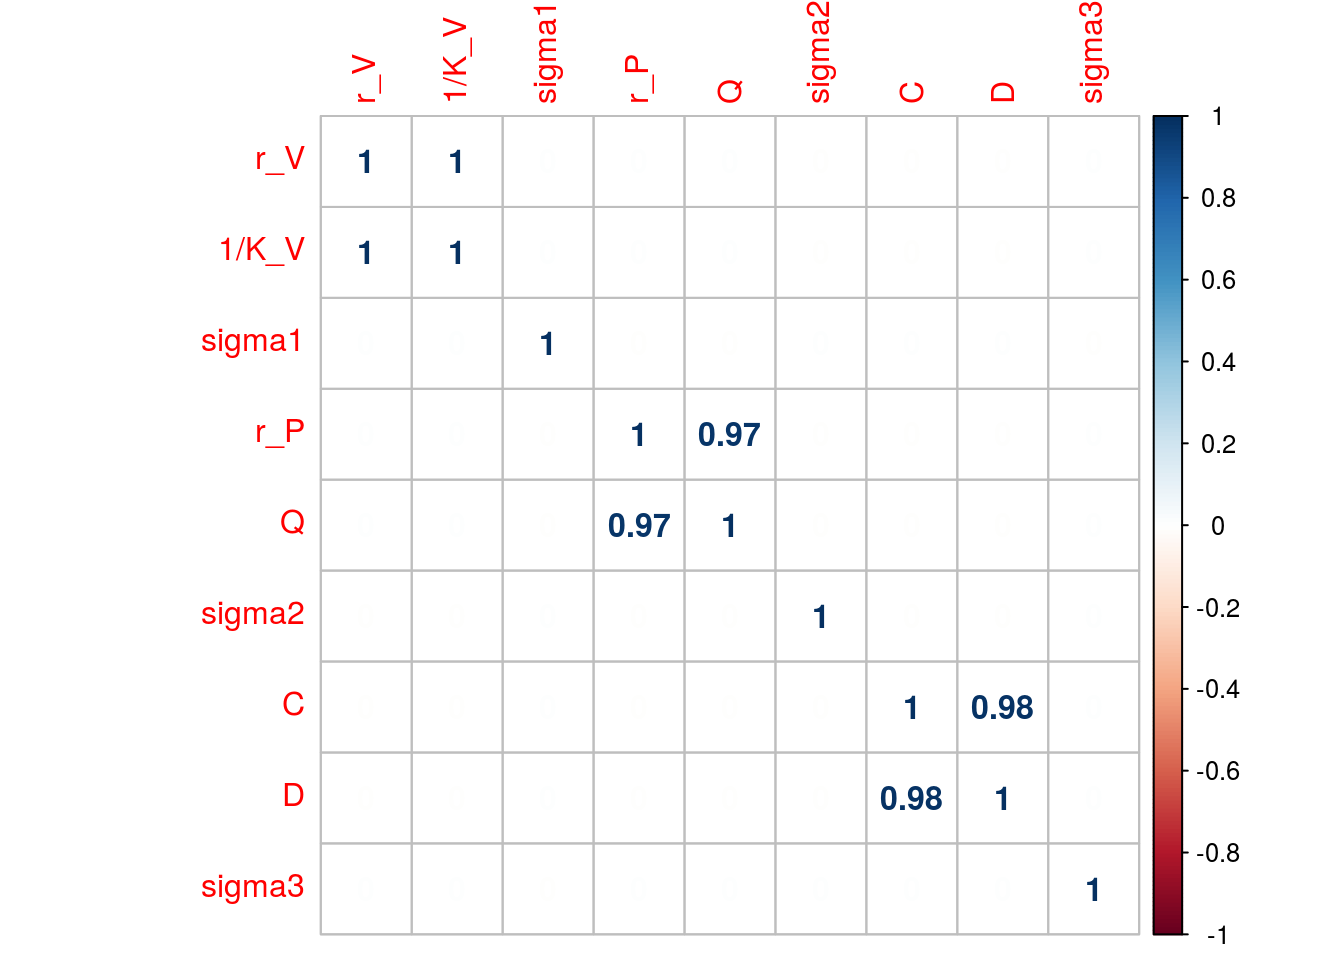 r_V 1/K_V sigma1 r_P Q sigma2 C D sigma3
r_V 1 1
1/K_V 1 1
sigma1 1
r_P 1 0.97
Q 0.97 1
sigma2 1
C 1 0.98
D 0.98 1
sigma3 1
1
0.8
0.6
0.4
0.2
0
-0.2
-0.4
-0.6
-0.8
-1